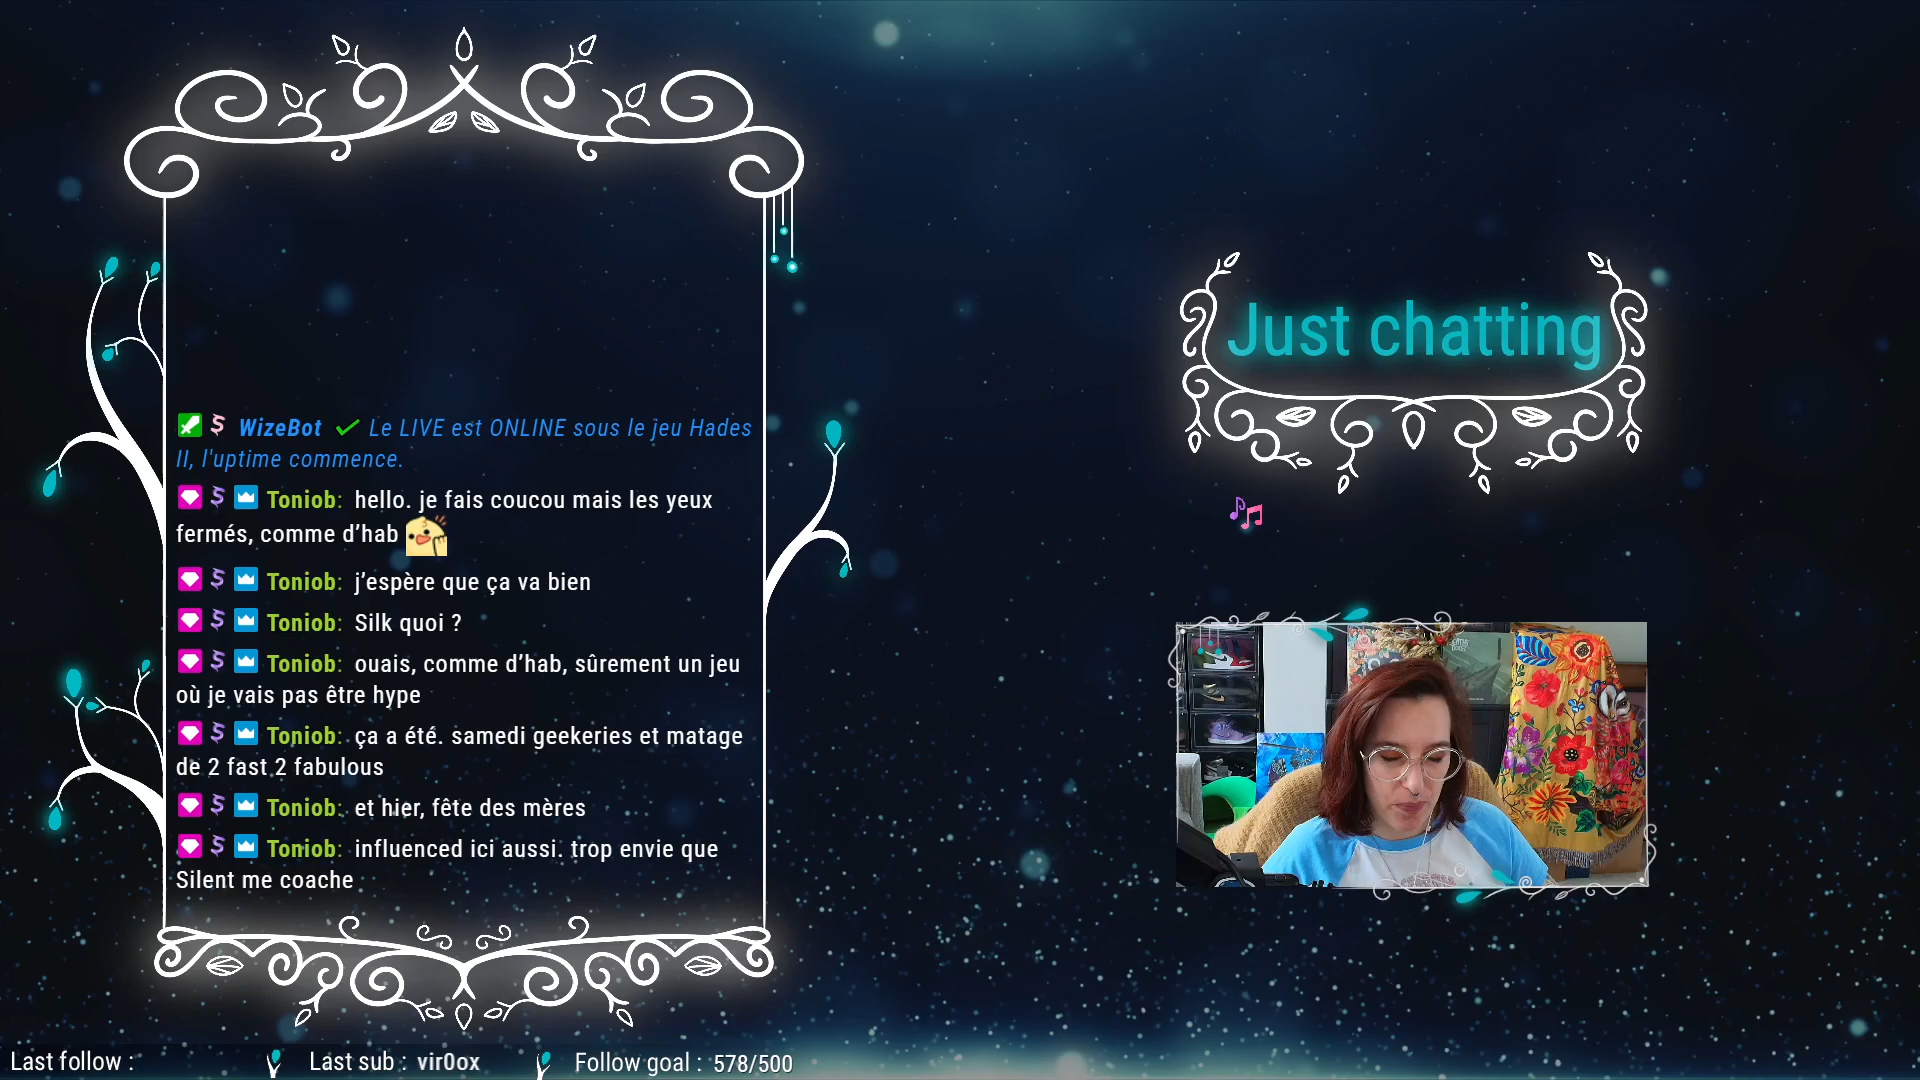 Just chatting
WizeBot Le LIVE est ONLINE sous le jeu Hades
II, l'uptime commence.
Toniob: hello. je fais coucou mais les yeux
fermés, comme d’hab
Toniob: j’espère que ça va bien
Toniob: Silk quoi ?
Toniob: ouais, comme d’hab, sûrement un jeu
où je vais pas être hype
Toniob: ça a été. samedi geekeries et matage
de 2 fast 2 fabulous
Toniob: et hier, fête des mères
Toniob: influenced ici aussi. trop envie que
Silent me coache
Last follow :
Last sub : vir0ox
Follow goal : 578/500